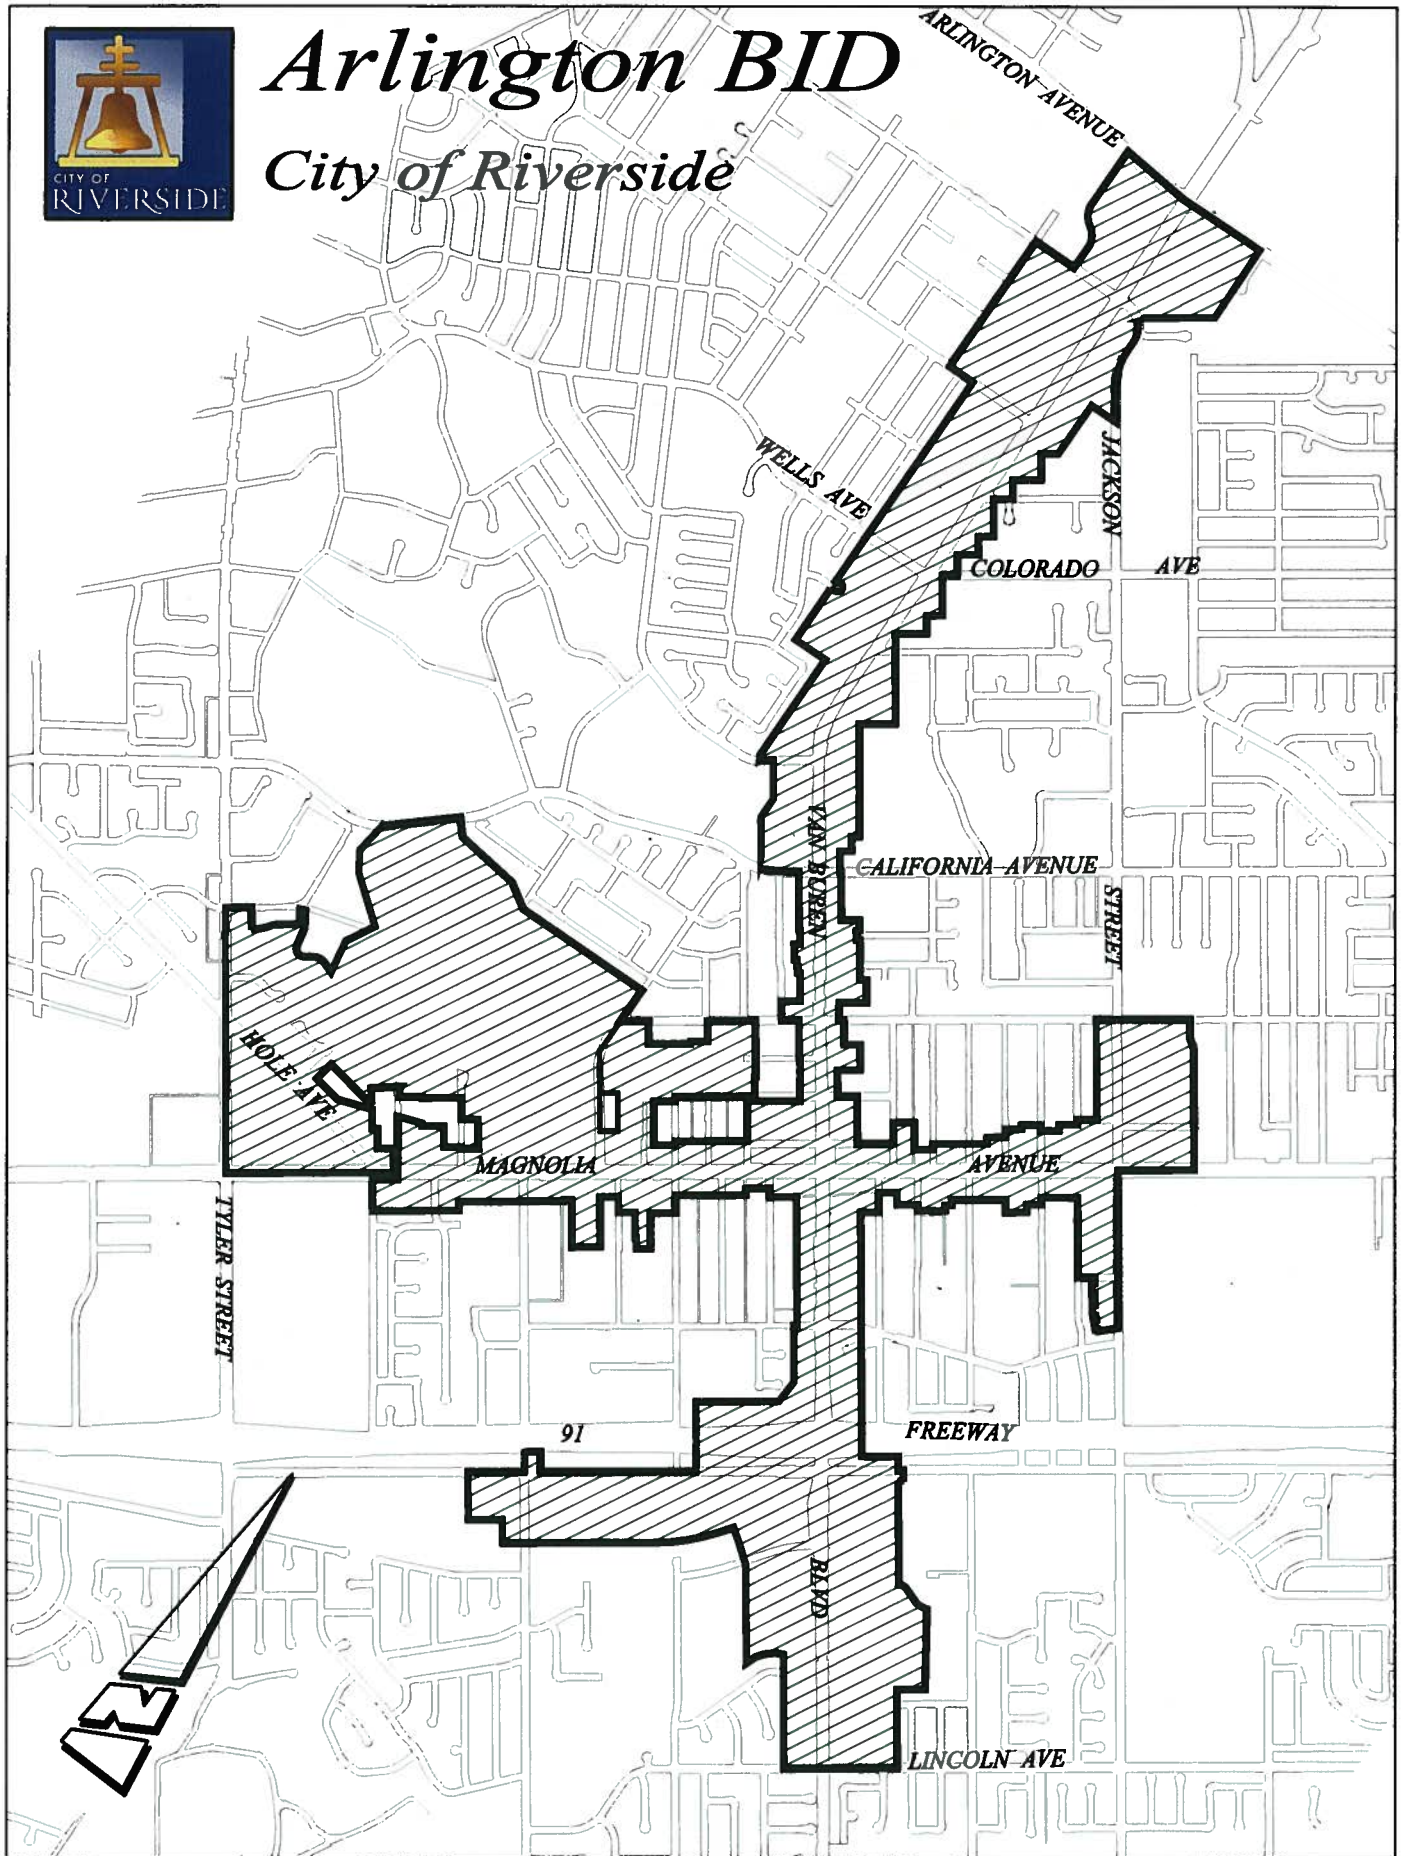 Arlington BID
City of Riverside
CITY OF
RIVERSIDE
ARLINGTON AVENUE
WELLS AVE
JACKSON
COLORADO AVE
VAN BUREN
CALIFORNIA AVENUE
STREET
HOLE AVE
MAGNOLIA AVENUE
TYLER STREET
91 FREEWAY
BLVD
N
LINCOLN AVE